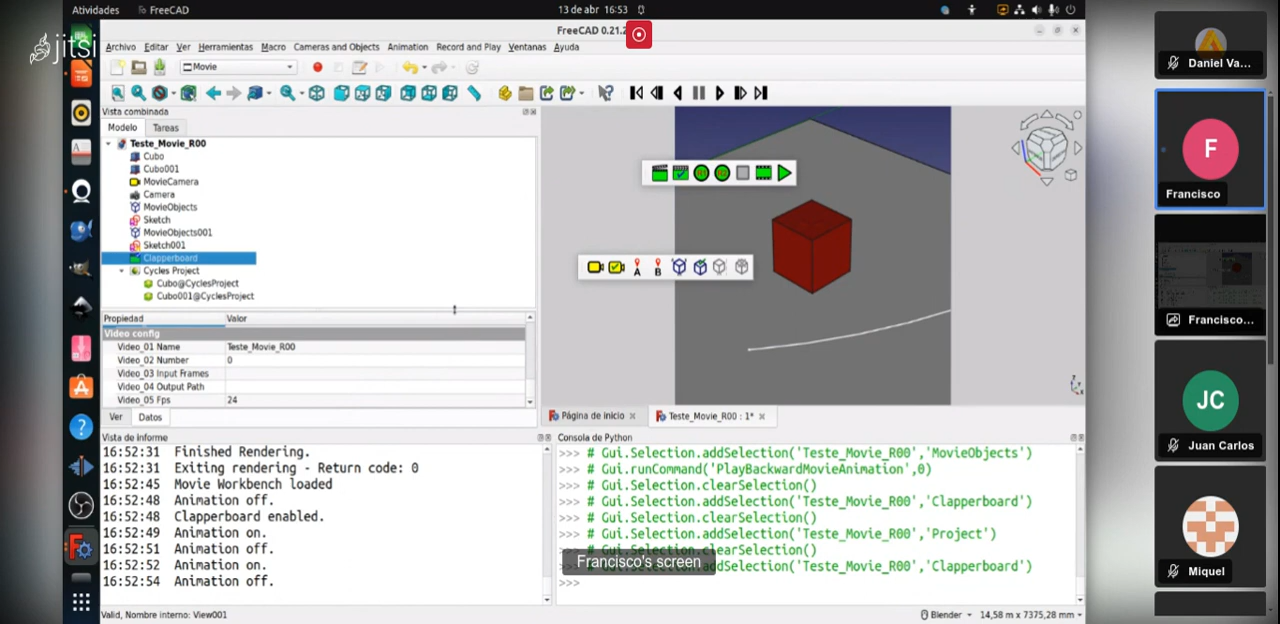 Actividades FreeCAD 13 de abr 16:53
FreeCAD 0.21.2
jitsi
Archivo Editar Ver Herramientas Macro Cameras and Objects Animation Record and Play Ventanas Ayuda
Movie
Vista combinada
Modelo Tareas
Teste_Movie_R00
Cubo
Cubo001
MovieCamera
Camera
MovieObjects
Sketch
MovieObjects001
Sketch001
Clapperboard
Cycles Project
Cubo@CyclesProject
Cubo001@CyclesProject
Propiedad Valor
Video config
Video_01 Name Teste_Movie_R00
Video_02 Number 0
Video_03 Input Frames
Video_04 Output Path
Video_05 Fps 24
Ver Datos
A B
Página de inicio Teste_Movie_R00 : 1*
Vista de informe
16:52:31 Finished Rendering.
16:52:31 Exiting rendering - Return code: 0
16:52:45 Movie Workbench loaded
16:52:48 Animation off.
16:52:48 Clapperboard enabled.
16:52:49 Animation on.
16:52:51 Animation off.
16:52:52 Animation on.
16:52:54 Animation off.
Consola de Python
>>> # Gui.Selection.addSelection('Teste_Movie_R00','MovieObjects')
>>> # Gui.runCommand('PlayBackwardMovieAnimation',0)
>>> # Gui.Selection.clearSelection()
>>> # Gui.Selection.addSelection('Teste_Movie_R00','Clapperboard')
>>> # Gui.Selection.clearSelection()
>>> # Gui.Selection.addSelection('Teste_Movie_R00','Project')
>>> # Gui.Selection.clearSelection()
>>> # Gui.Selection.addSelection('Teste_Movie_R00','Clapperboard')
>>>
Francisco's screen
Valid, Nombre interno: View001
Blender 14,58 m x 7375,28 mm
Daniel Va...
F
Francisco
Francisco...
JC
Juan Carlos
Miquel